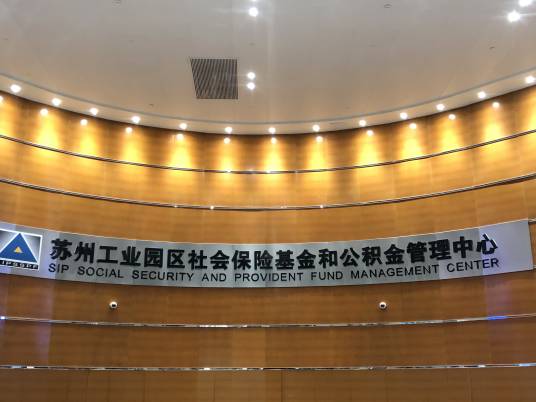 苏州工业园区社会保险基金和公积金管理中心
SIP SOCIAL SECURITY AND PROVIDENT FUND MANAGEMENT CENTER